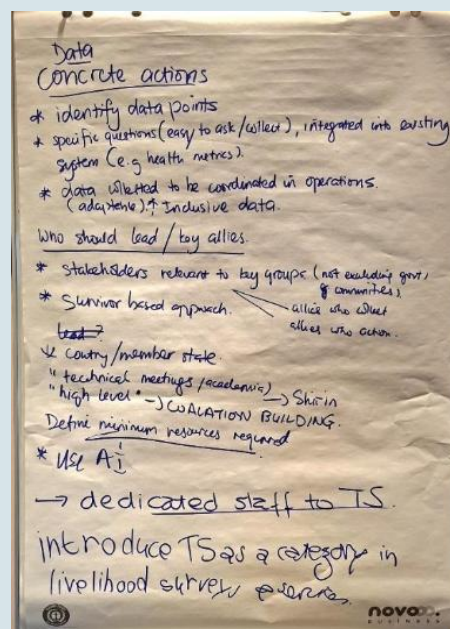 Data
Concrete actions
* identify data points
* specific questions (easy to ask/collect), integrated into existing
system (e.g health metrics).
* data collected to be coordinated in operations.
Inclusive data.
Who should lead / key allies.
* Stakeholders relevant to key groups (not excluding govt,
communities).
* Survivor based approach.
allies who collect
allies who action.
Lead?
* Country/member state.
" technical meetings /academia)
"high level" → COALATION BUILDING.
→ Shirin
Define minimum resources required
* Use AI
→ dedicated staff to TS.
introduce TS as a category in
livelihood survey
novo
BUSINESS